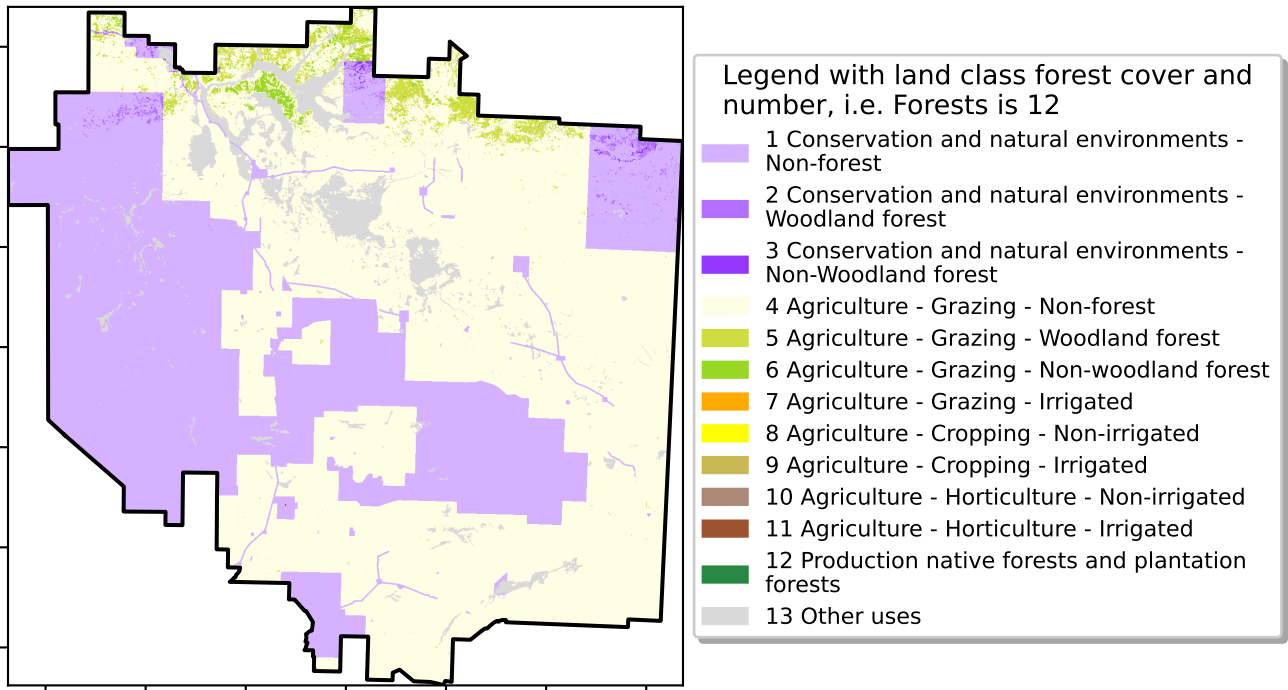 Legend with land class forest cover and
number, i.e. Forests is 12
1 Conservation and natural environments -
Non-forest
2 Conservation and natural environments -
Woodland forest
3 Conservation and natural environments -
Non-Woodland forest
4 Agriculture - Grazing - Non-forest
5 Agriculture - Grazing - Woodland forest
6 Agriculture - Grazing - Non-woodland forest
7 Agriculture - Grazing - Irrigated
8 Agriculture - Cropping - Non-irrigated
9 Agriculture - Cropping - Irrigated
10 Agriculture - Horticulture - Non-irrigated
11 Agriculture - Horticulture - Irrigated
12 Production native forests and plantation
forests
13 Other uses